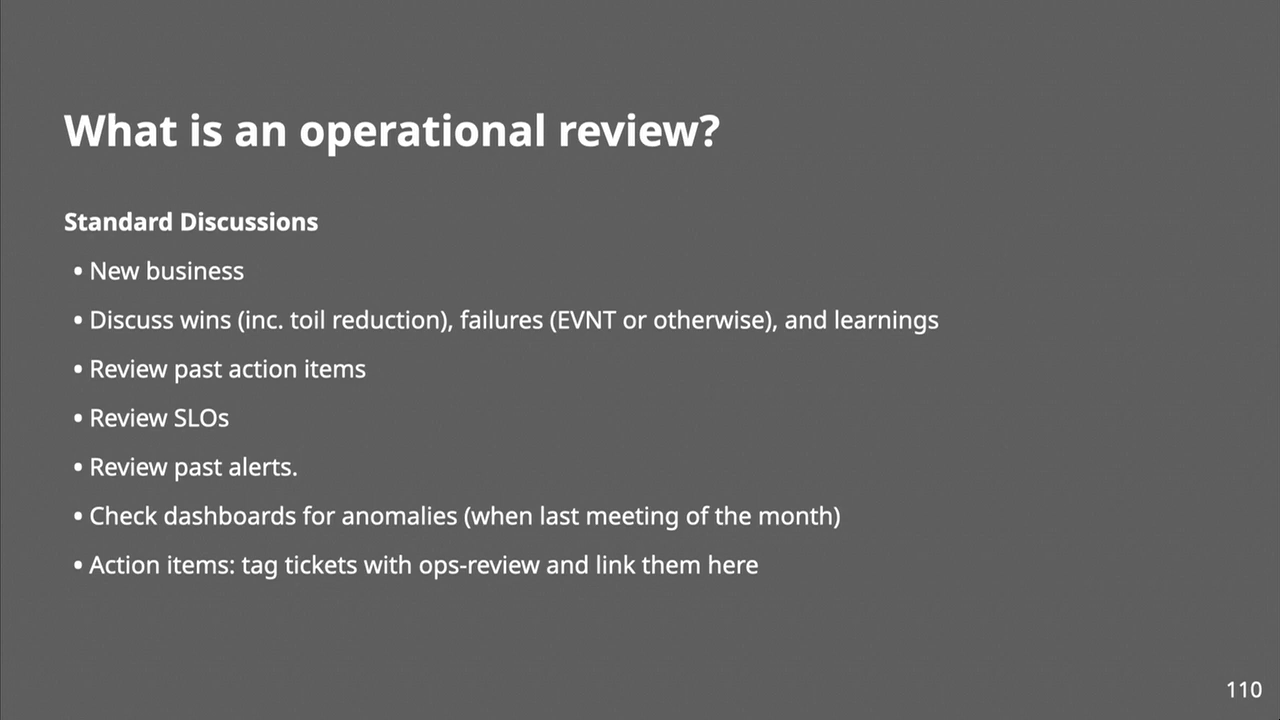 What is an operational review?
Standard Discussions
• New business
• Discuss wins (inc. toil reduction), failures (EVNT or otherwise), and learnings
• Review past action items
• Review SLOs
• Review past alerts.
• Check dashboards for anomalies (when last meeting of the month)
• Action items: tag tickets with ops-review and link them here
110